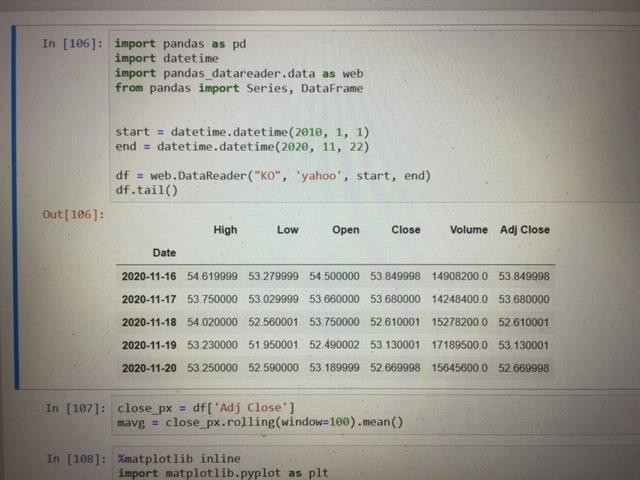 In [106]: import pandas as pd
import datetime
import pandas_datareader.data as web
from pandas import Series, DataFrame
start = datetime.datetime(2010, 1, 1)
end = datetime.datetime(2020, 11, 22)
df = web.DataReader("KO", 'yahoo', start, end)
df.tail()
Out[106]:
High Low Open Close Volume Adj Close
Date
2020-11-16 54.619999 53.279999 54.500000 53.849998 14908200.0 53.849998
2020-11-17 53.750000 53.029999 53.660000 53.680000 14248400.0 53.680000
2020-11-18 54.020000 52.560001 53.750000 52.610001 15278200.0 52.610001
2020-11-19 53.230000 51.950001 52.490002 53.130001 17189500.0 53.130001
2020-11-20 53.250000 52.590000 53.189999 52.669998 15645600.0 52.669998
In [107]: close_px = df['Adj Close']
mavg = close_px.rolling(window=100).mean()
In [108]: %matplotlib inline
import matplotlib.pyplot as plt